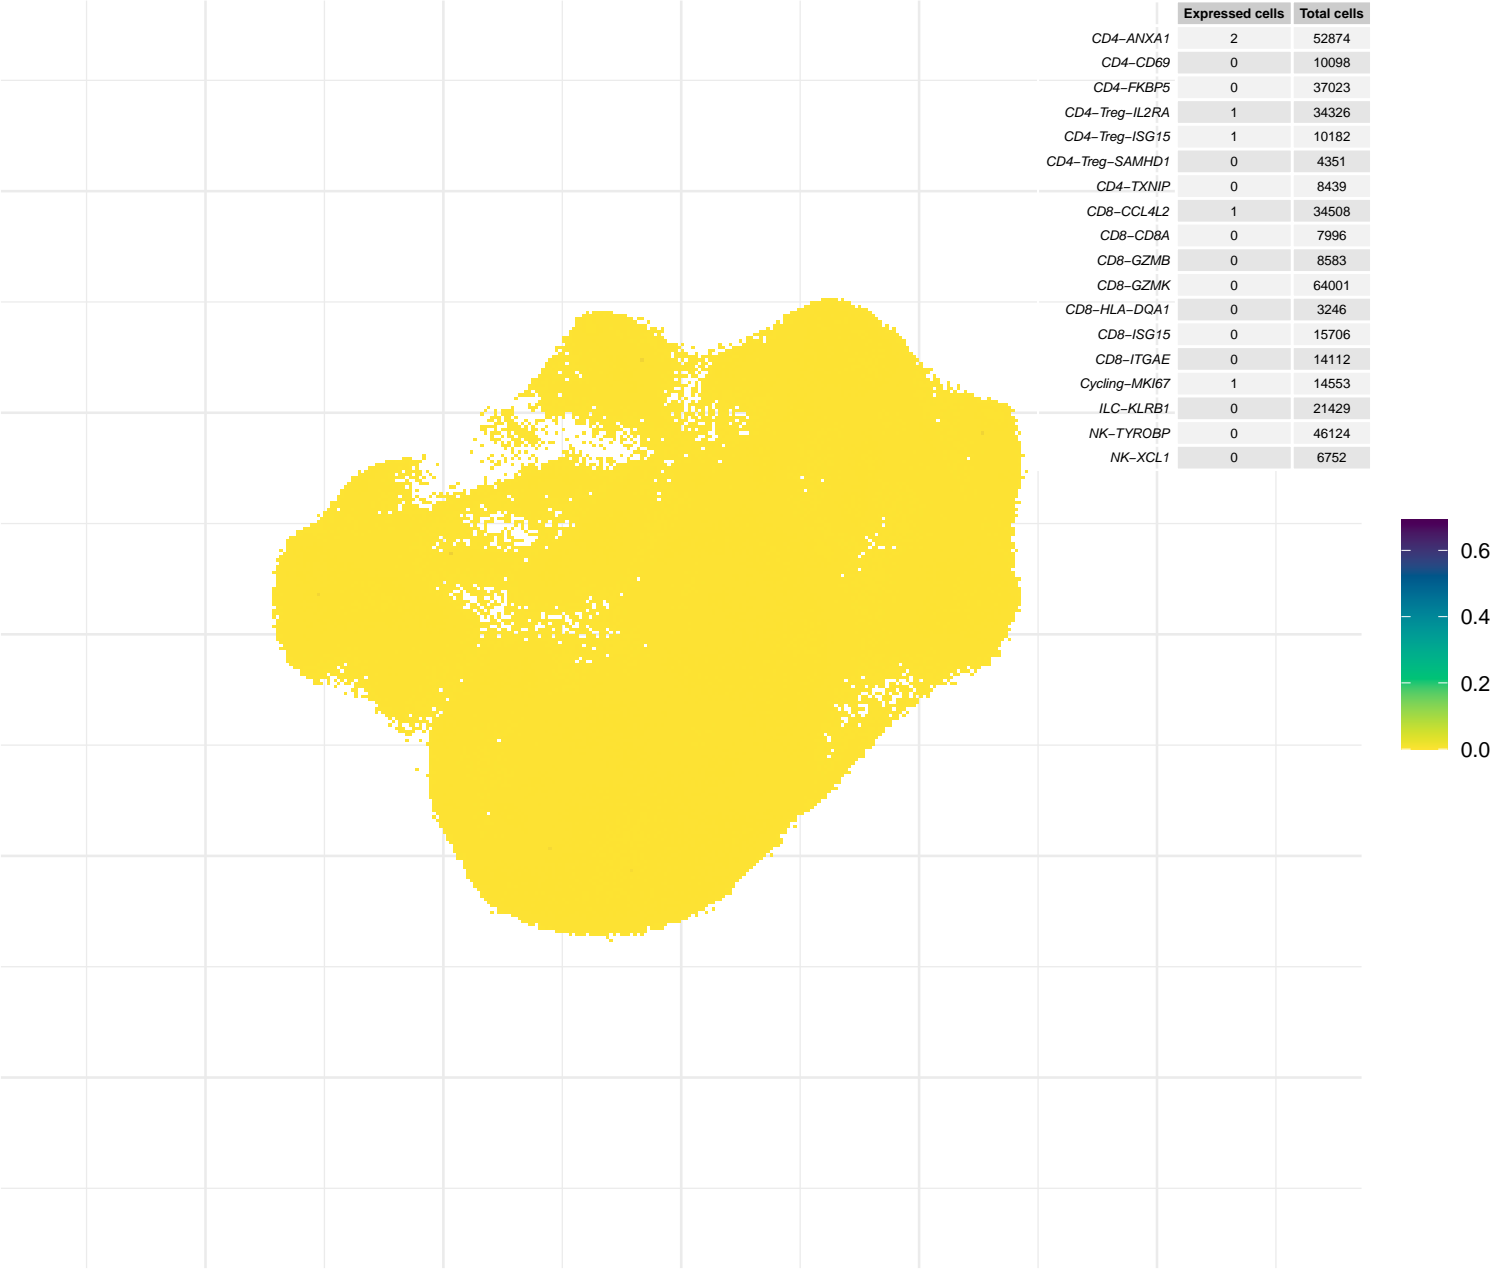 Expressed cells Total cells
CD4−ANXA1 2 52874
CD4−CD69 0 10098
CD4−FKBP5 0 37023
CD4−Treg−IL2RA 1 34326
CD4−Treg−ISG15 1 10182
CD4−Treg−SAMHD1 0 4351
CD4−TXNIP 0 8439
CD8−CCL4L2 1 34508
CD8−CD8A 0 7996
CD8−GZMB 0 8583
CD8−GZMK 0 64001
CD8−HLA−DQA1 0 3246
CD8−ISG15 0 15706
CD8−ITGAE 0 14112
Cycling−MKI67 1 14553
ILC−KLRB1 0 21429
NK−TYROBP 0 46124
NK−XCL1 0 6752
0.6
0.4
0.2
0.0